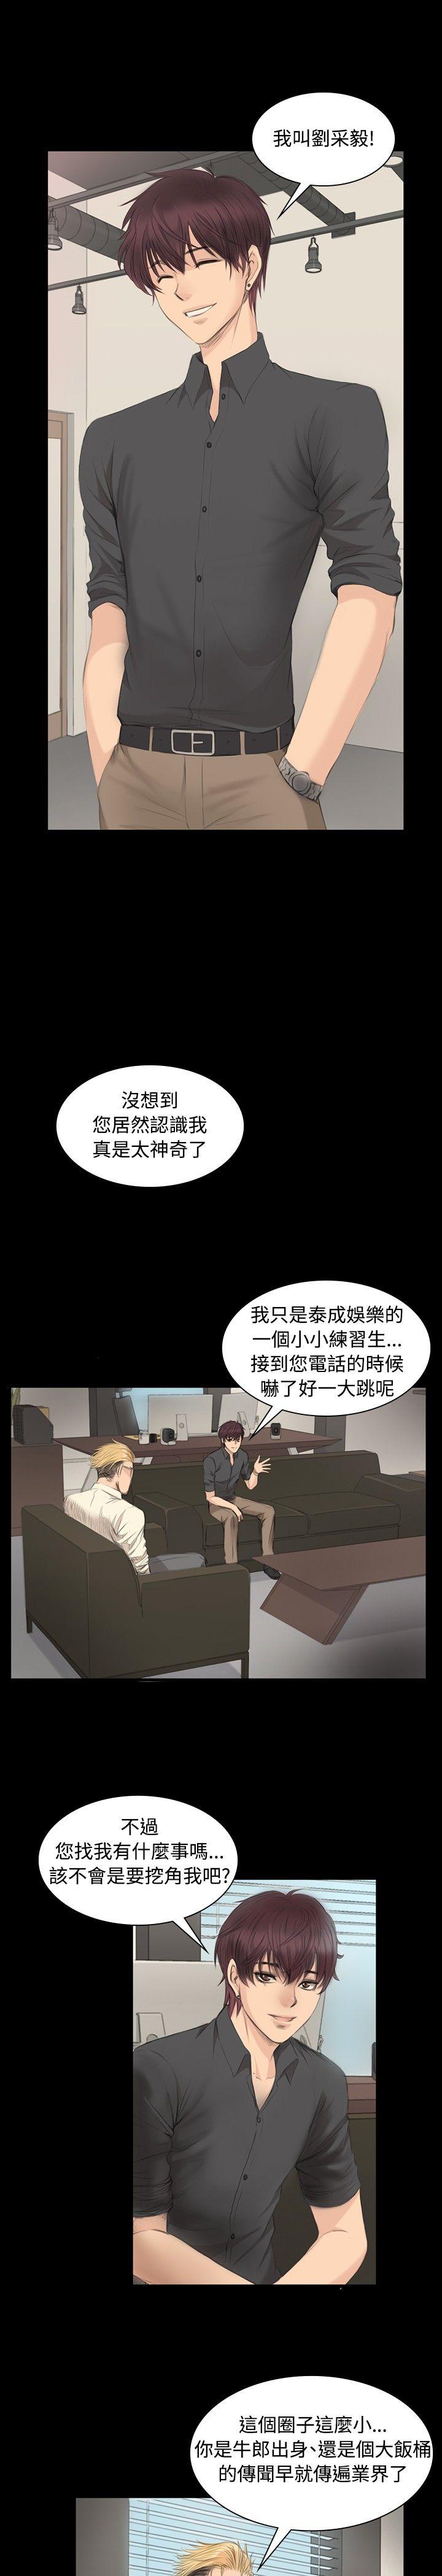 我叫劉采毅!
沒想到
您居然認識我
真是太神奇了
我只是泰成娛樂的
一個小小練習生...
接到您電話的時候
嚇了好一大跳呢
不過
您找我有什麼事嗎...
該不會是要挖角我吧?
這個圈子這麼小...
你是牛郎出身、還是個大飯桶
的傳聞早就傳遍業界了